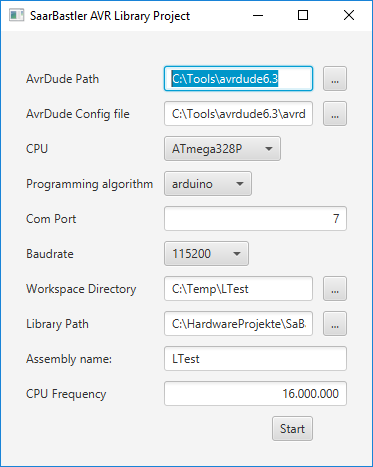 SaarBastler AVR Library Project
AvrDude Path C:\Tools\avrdude6.3 ...
AvrDude Config file C:\Tools\avrdude6.3\avrd ...
CPU ATmega328P
Programming algorithm arduino
Com Port 7
Baudrate 115200
Workspace Directory C:\Temp\LTest ...
Library Path C:\HardwareProjekte\SaB ...
Assembly name: LTest
CPU Frequency 16.000.000
Start